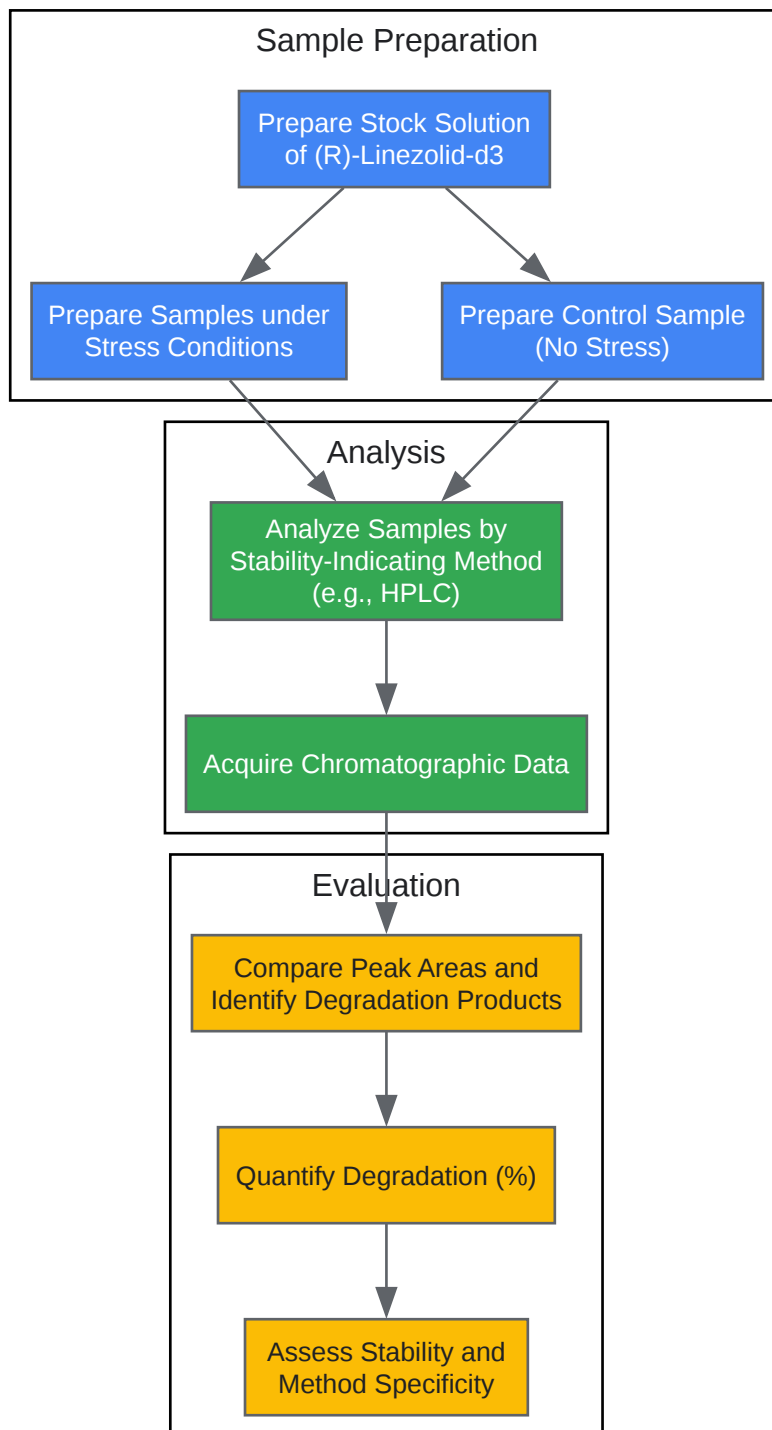 Sample Preparation
Prepare Stock Solution
of (R)-Linezolid-d3
Prepare Samples under
Stress Conditions
Prepare Control Sample
(No Stress)
Analysis
Analyze Samples by
Stability-Indicating Method
(e.g., HPLC)
Acquire Chromatographic Data
Evaluation
Compare Peak Areas and
Identify Degradation Products
Quantify Degradation (%)
Assess Stability and
Method Specificity